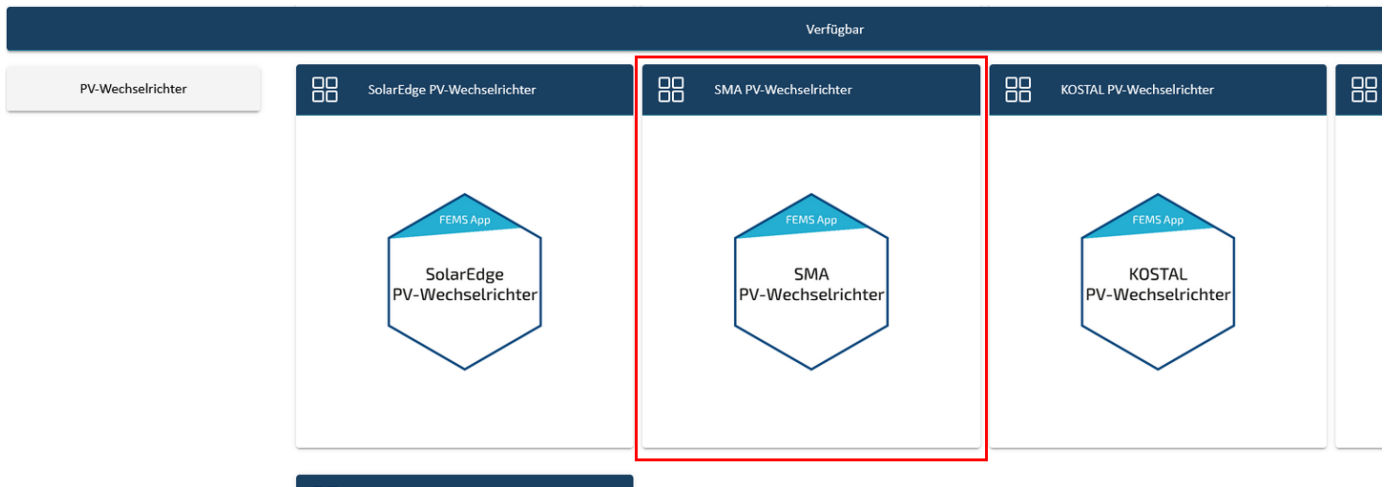 Verfügbar
PV-Wechselrichter
SolarEdge PV-Wechselrichter
SMA PV-Wechselrichter
KOSTAL PV-Wechselrichter
FEMS App
SolarEdge
PV-Wechselrichter
FEMS App
SMA
PV-Wechselrichter
FEMS App
KOSTAL
PV-Wechselrichter